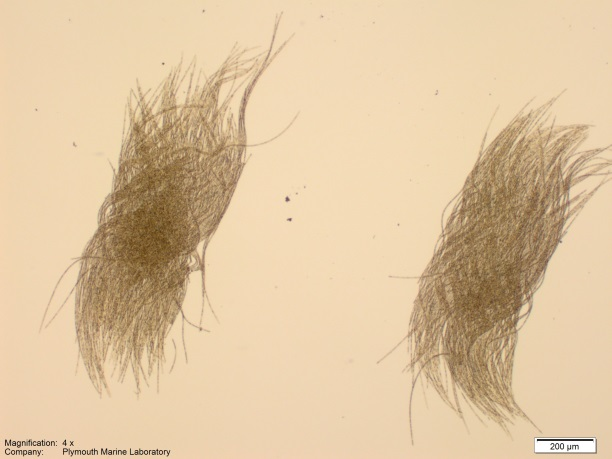 Magnification: 4 x
Company: Plymouth Marine Laboratory
200 µm